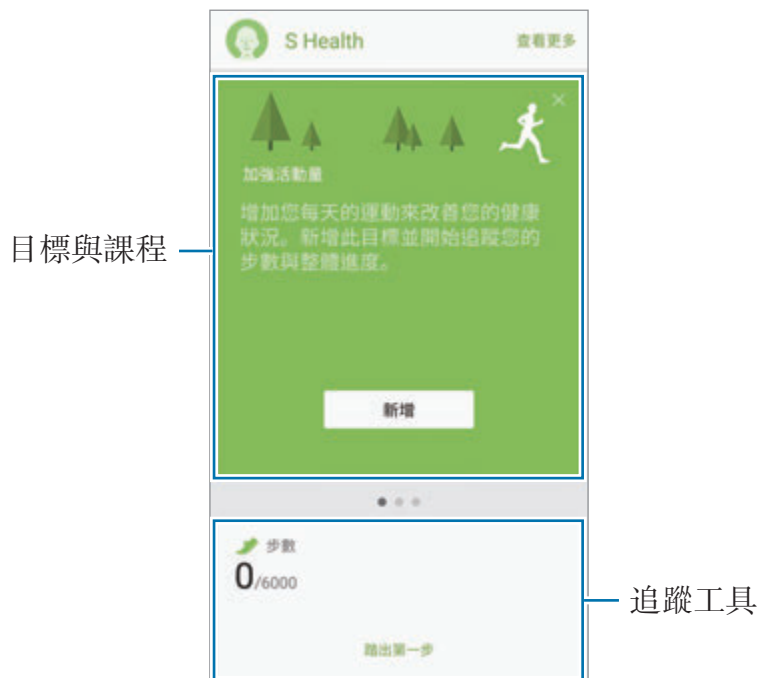 S Health
查看更多
加強活動量
增加您每天的運動來改善您的健康
狀況。新增此目標並開始追蹤您的
步數與整體進度。
目標與課程
新增
步數
0/6000
追蹤工具
踏出第一步